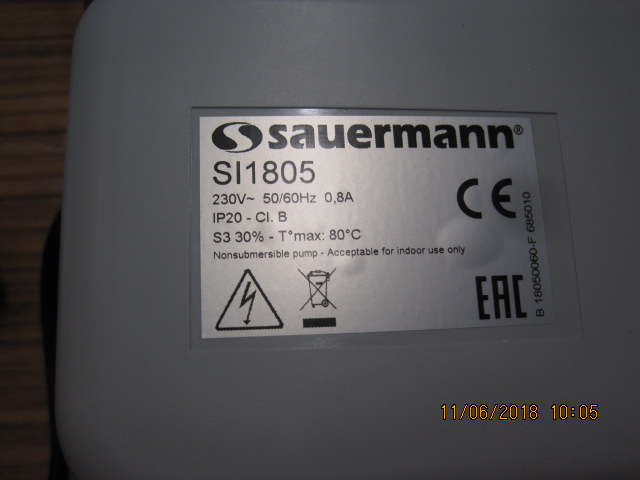 sauermann®
SI1805
230V~ 50/60Hz 0,8A
IP20 - Cl. B
S3 30% - T°max: 80°C
Nonsubmersible pump - Acceptable for indoor use only
CE
EAC
B 18050060-F 685010
11/06/2018 10:05